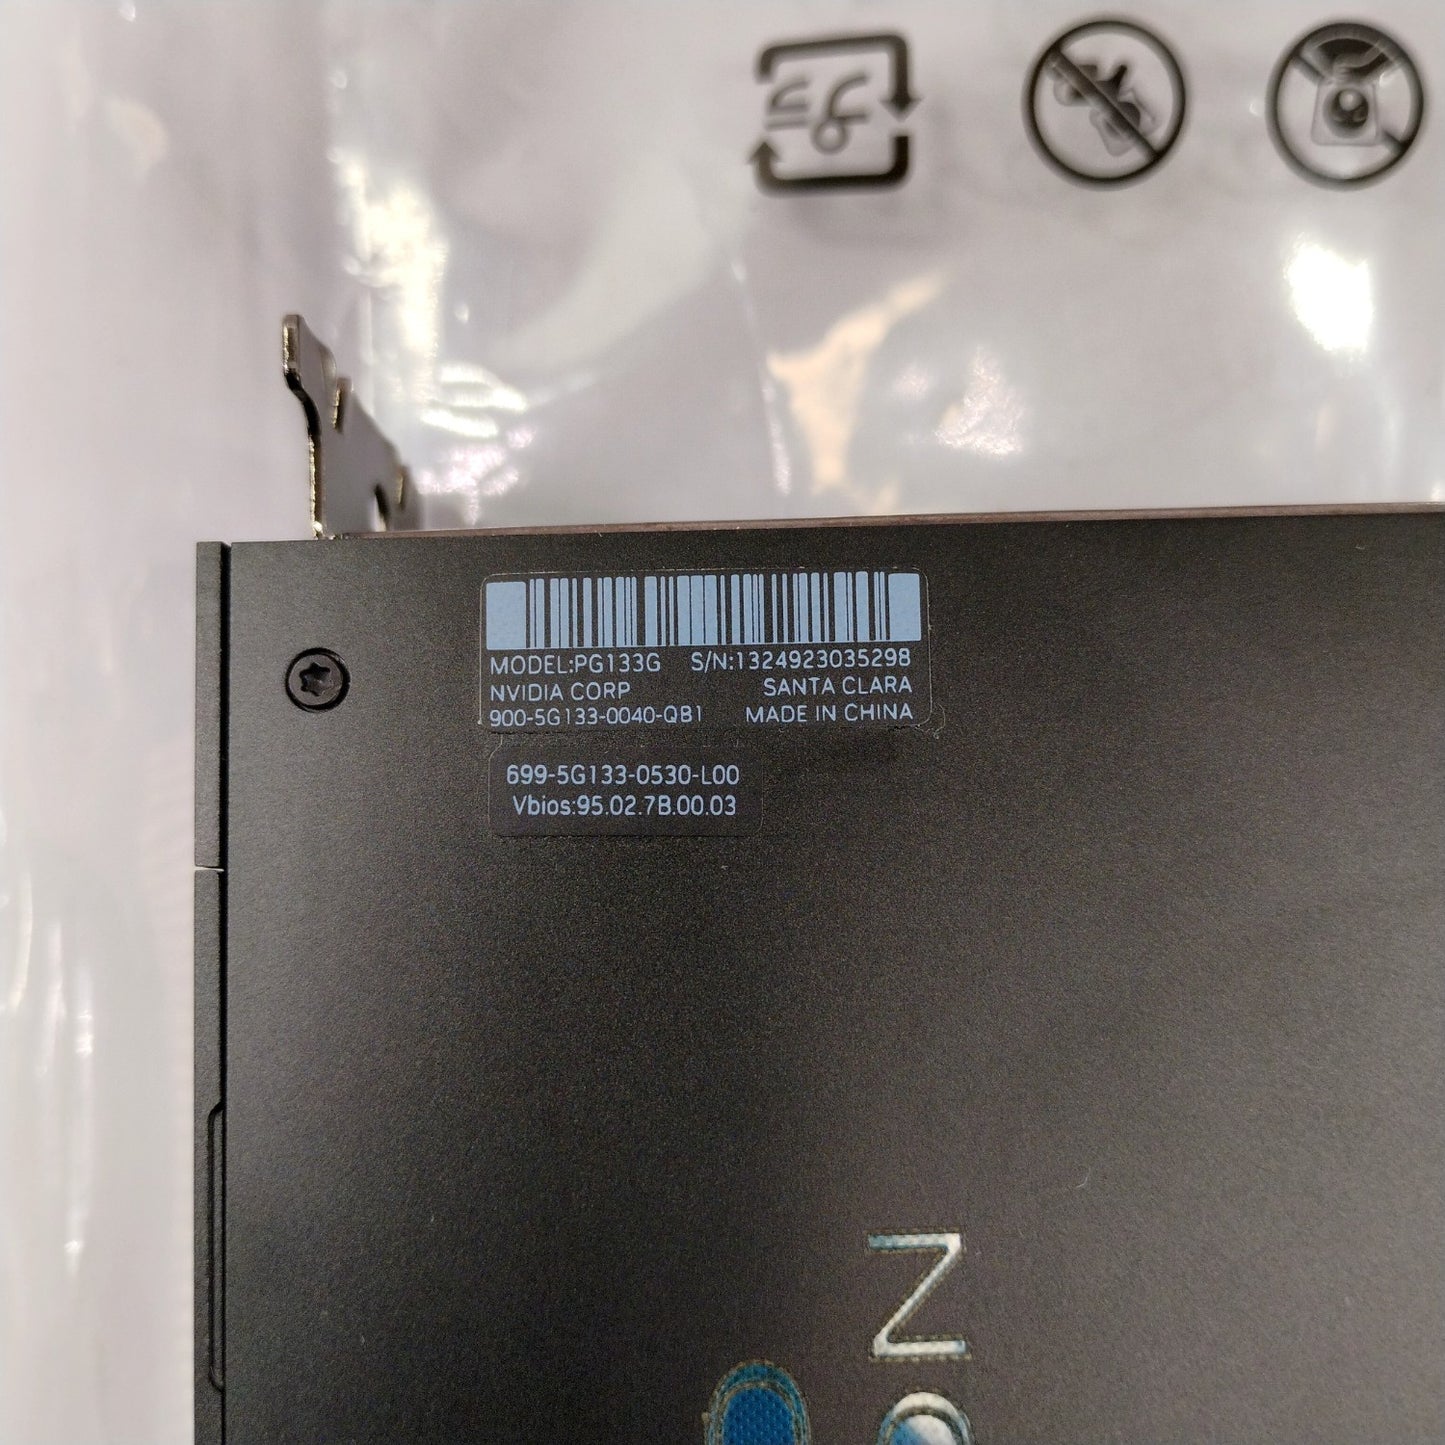 MODEL:PG133G S/N:1324923035298
NVIDIA CORP SANTA CLARA
900-5G133-0040-QB1 MADE IN CHINA
699-5G133-0530-L00
Vbios:95.02.7B.00.03